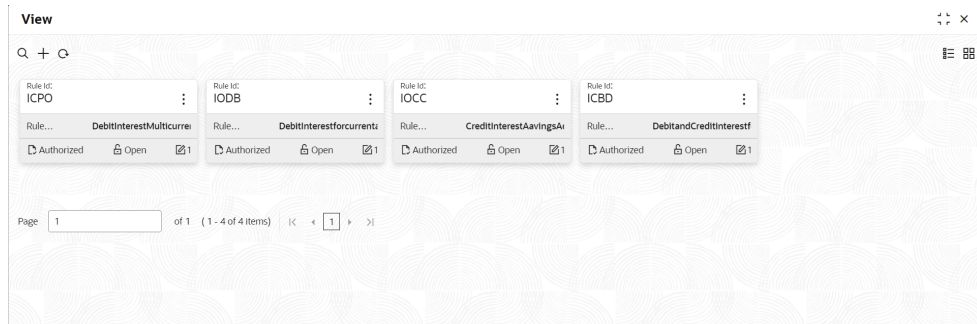 View
Rule Id:
ICPO
Rule Id:
IODB
Rule Id:
IOCC
Rule Id:
ICBD
Rule... DebitInterestMulticurre
Rule... DebitInterestforcurrenta
Rule... CreditInterestAavingsA
Rule... DebitandCreditinterestf
Authorized Open 1
Authorized Open 1
Authorized Open 1
Authorized Open 1
Page 1 of 1 ( 1 - 4 of 4 items) 1